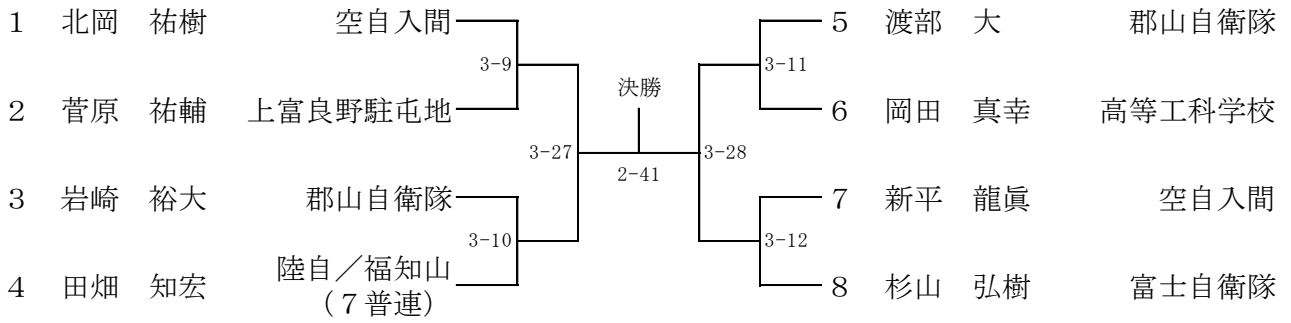 1 北岡 祐樹 空自入間
5 渡部 大 郡山自衛隊
3-9
3-11
決勝
2 菅原 祐輔 上富良野駐屯地
6 岡田 真幸 高等工科学校
3-27
3-28
2-41
3 岩崎 裕大 郡山自衛隊
7 新平 龍眞 空自入間
3-10
3-12
4 田畑 知宏 陸自／福知山
（７普連）
8 杉山 弘樹 富士自衛隊